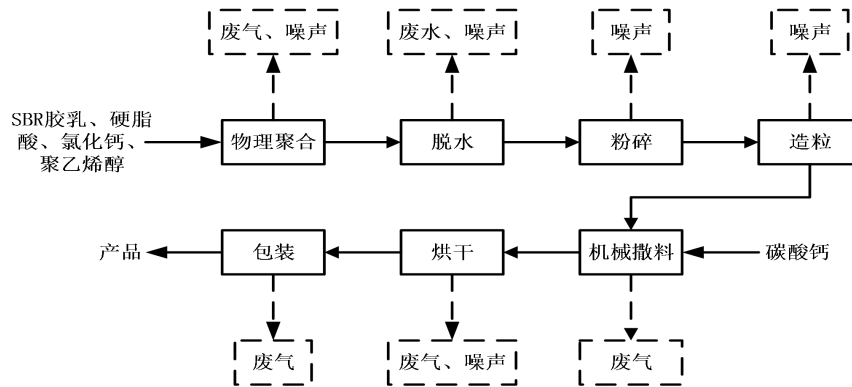 废气、噪声
废水、噪声
噪声
噪声
SBR胶乳、硬脂
酸、氯化钙、
聚乙烯醇
物理聚合
脱水
粉碎
造粒
产品
包装
烘干
机械撒料
碳酸钙
废气
废气、噪声
废气